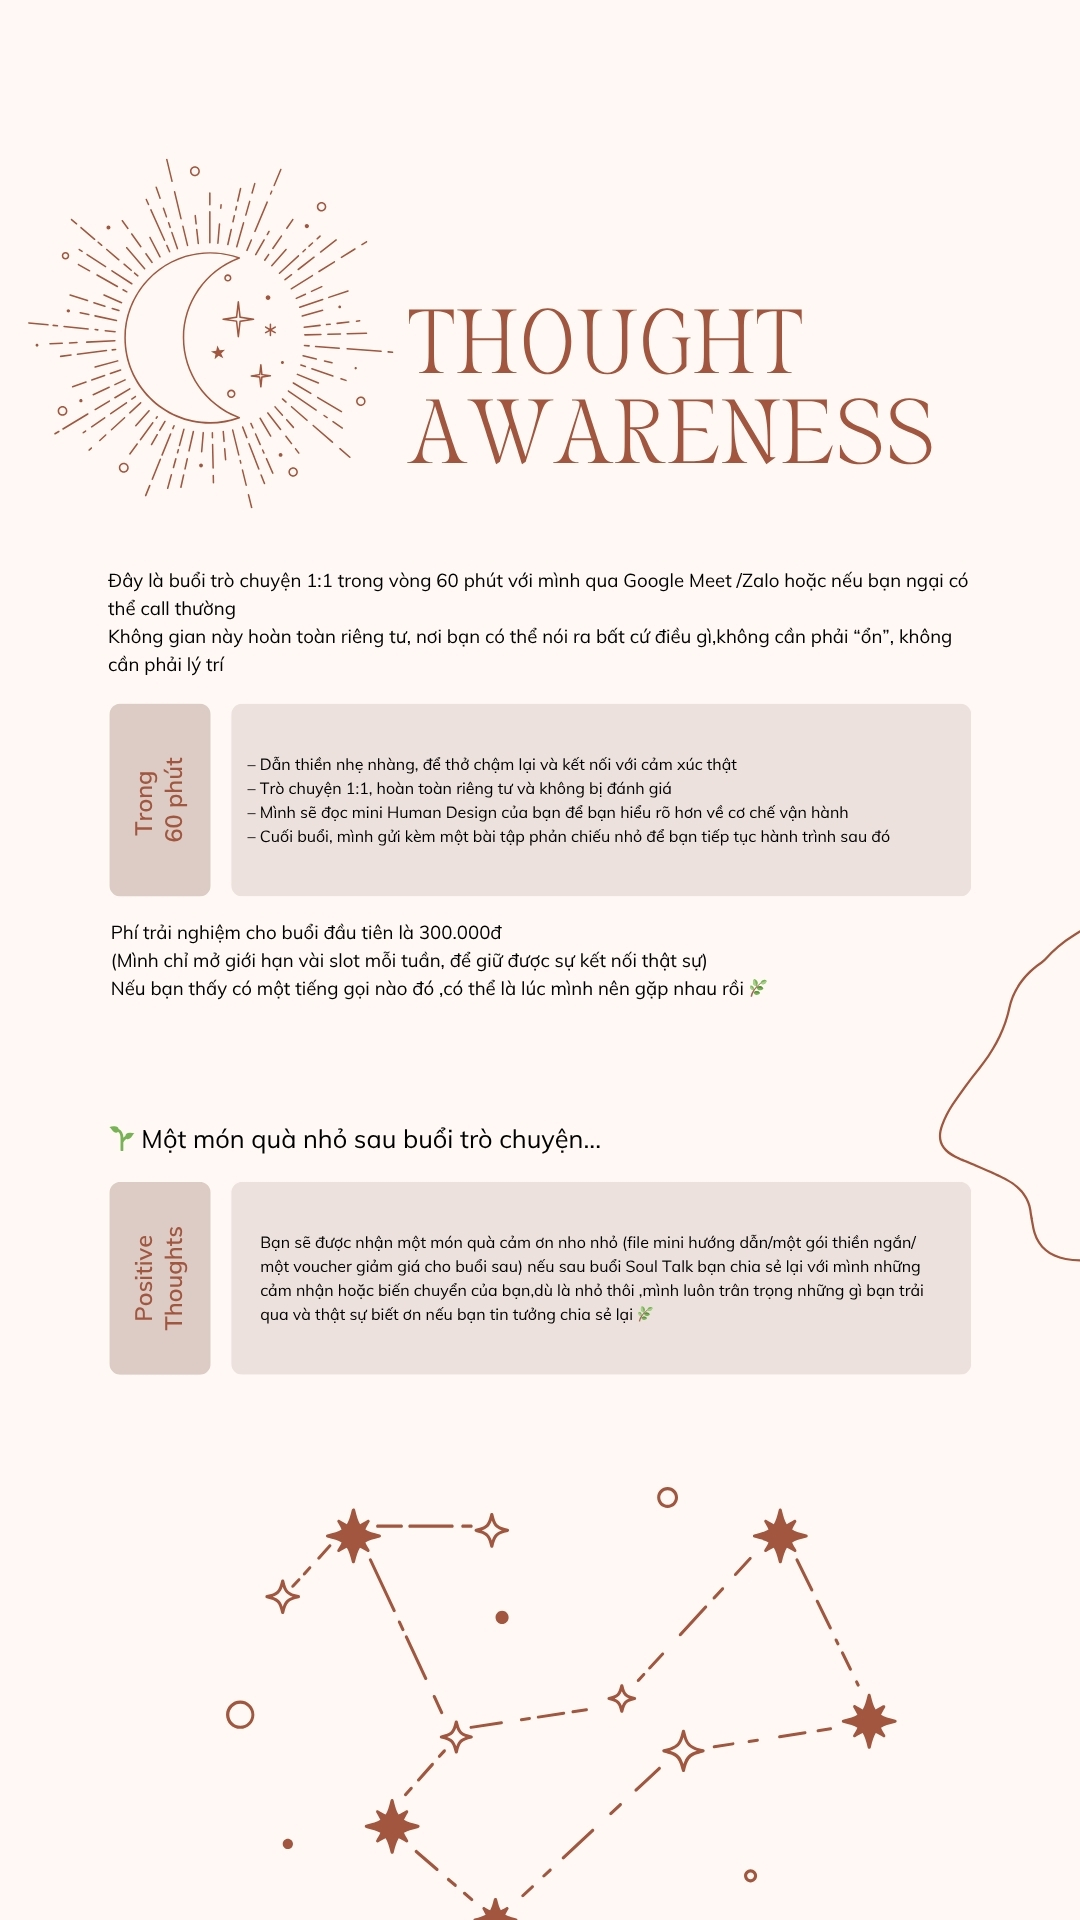 THOUGHT
AWARENESS
Đây là buổi trò chuyện 1:1 trong vòng 60 phút với mình qua Google Meet /Zalo hoặc nếu bạn ngại có
thể call thường
Không gian này hoàn toàn riêng tư, nơi bạn có thể nói ra bất cứ điều gì,không cần phải “ổn”, không
cần phải lý trí
Trong
60 phút
– Dẫn thiền nhẹ nhàng, để thở chậm lại và kết nối với cảm xúc thật
– Trò chuyện 1:1, hoàn toàn riêng tư và không bị đánh giá
– Mình sẽ đọc mini Human Design của bạn để bạn hiểu rõ hơn về cơ chế vận hành
– Cuối buổi, mình gửi kèm một bài tập phản chiếu nhỏ để bạn tiếp tục hành trình sau đó
Phí trải nghiệm cho buổi đầu tiên là 300.000đ
(Mình chỉ mở giới hạn vài slot mỗi tuần, để giữ được sự kết nối thật sự)
Nếu bạn thấy có một tiếng gọi nào đó ,có thể là lúc mình nên gặp nhau rồi 🌿
🌱 Một món quà nhỏ sau buổi trò chuyện...
Positive
Thoughts
Bạn sẽ được nhận một món quà cảm ơn nho nhỏ (file mini hướng dẫn/một gói thiền ngắn/
một voucher giảm giá cho buổi sau) nếu sau buổi Soul Talk bạn chia sẻ lại với mình những
cảm nhận hoặc biến chuyển của bạn,dù là nhỏ thôi ,mình luôn trân trọng những gì bạn trải
qua và thật sự biết ơn nếu bạn tin tưởng chia sẻ lại 🌿